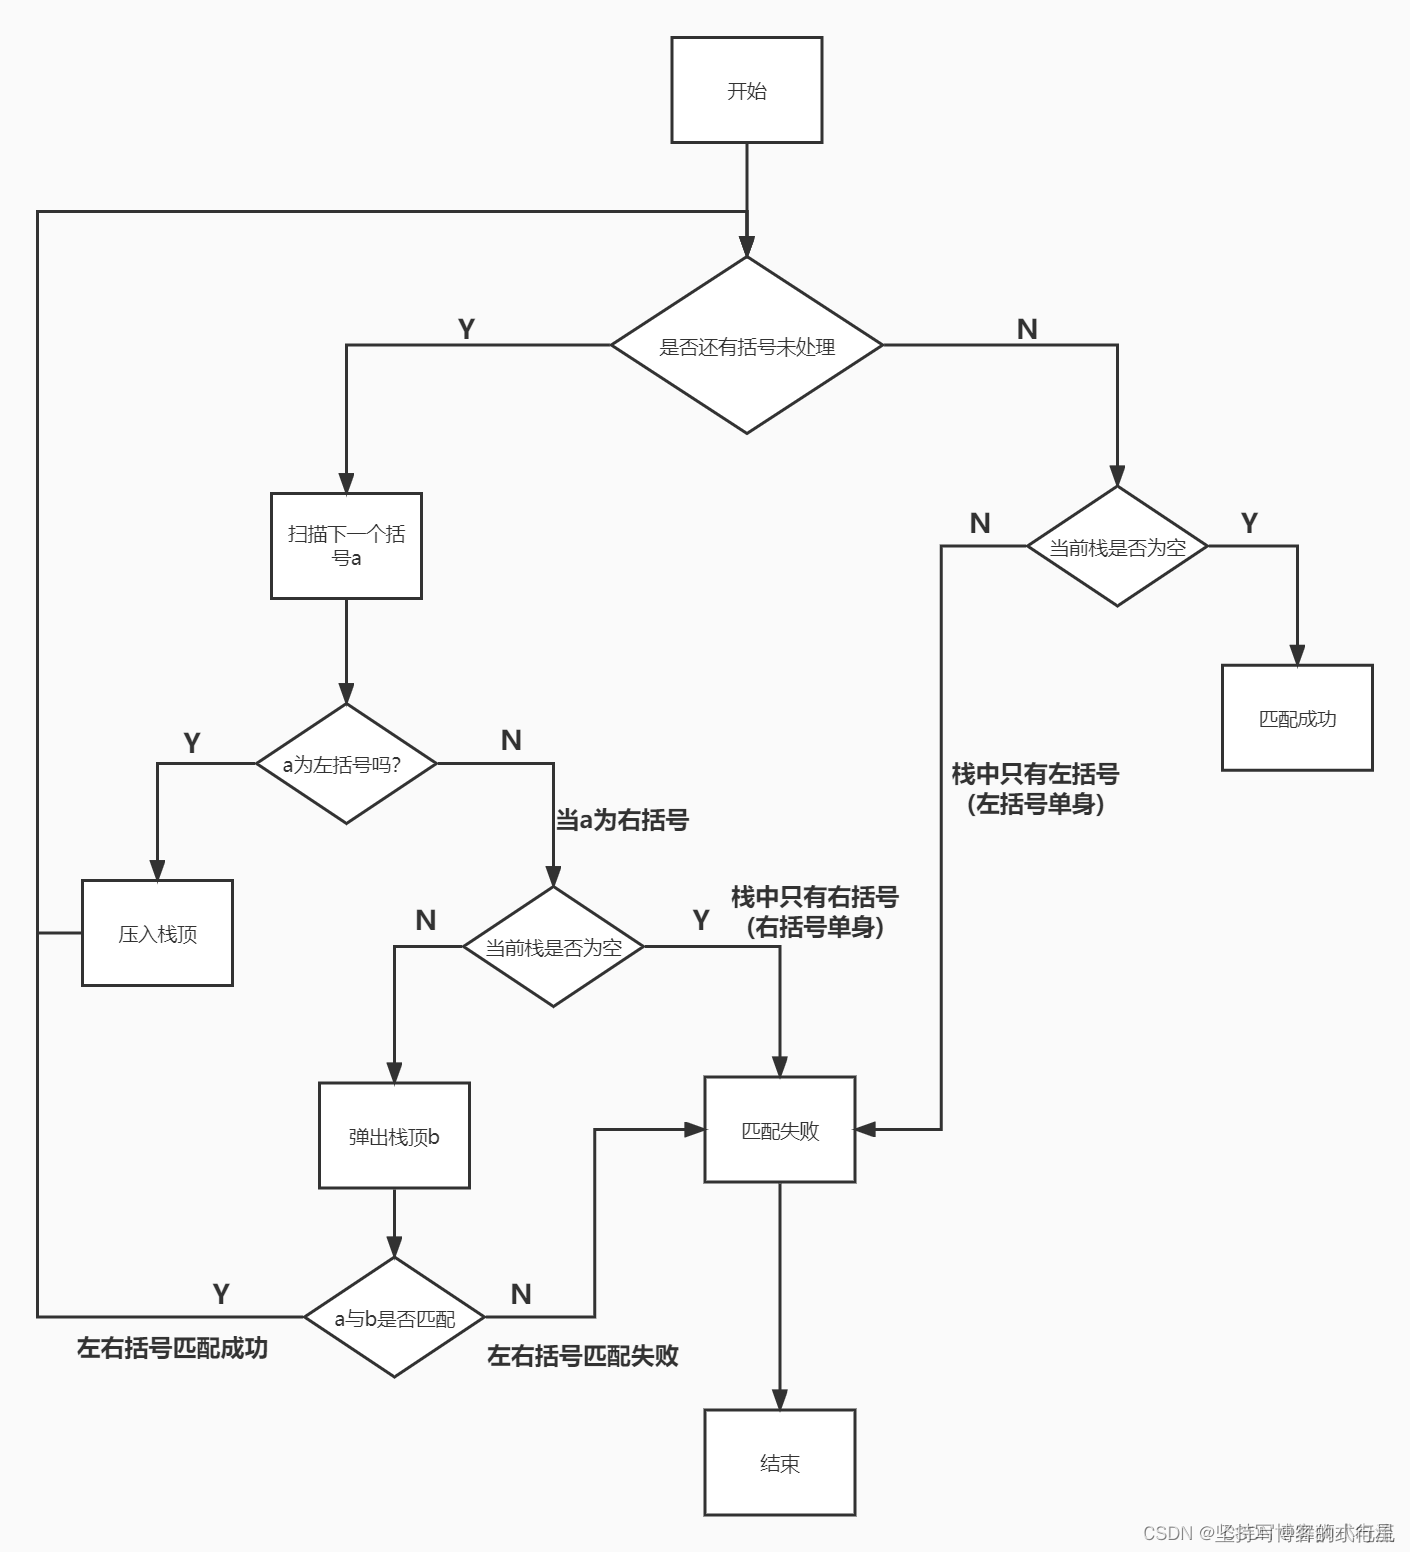 开始
Y
N
是否还有括号未处理
扫描下一个括
号a
N
Y
当前栈是否为空
匹配成功
Y
N
a为左括号吗？
栈中只有左括号
（左括号单身）
当a为右括号
压入栈顶
N
Y
栈中只有右括号
（右括号单身）
当前栈是否为空
弹出栈顶b
匹配失败
Y
N
a与b是否匹配
左右括号匹配成功
左右括号匹配失败
结束
CSDN @坚持写博客的